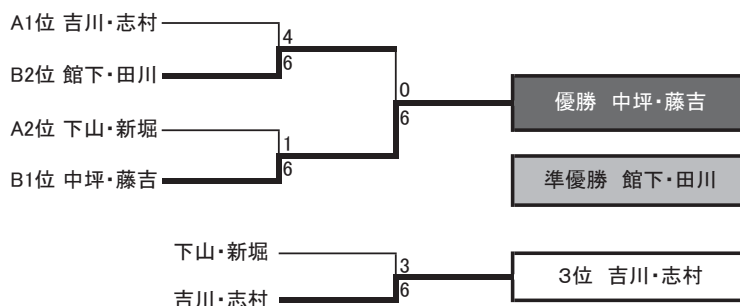 A1位 吉川・志村
4
6
B2位 館下・田川
0
6
優勝 中坪・藤吉
A2位 下山・新堀
1
6
B1位 中坪・藤吉
準優勝 館下・田川
下山・新堀
3
6
3位 吉川・志村
吉川・志村